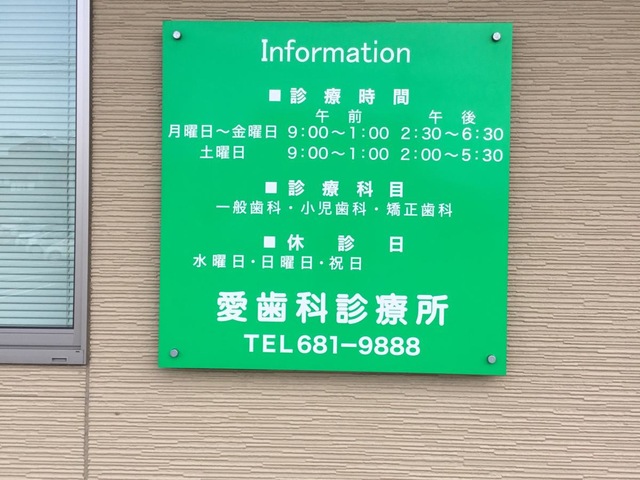 Information
■ 診療時間
午前 午後
月曜日～金曜日 9:00～1:00 2:30～6:30
土曜日 9:00～1:00 2:00～5:30
■ 診療科目
一般歯科・小児歯科・矯正歯科
■ 休診日
水曜日・日曜日・祝日
愛歯科診療所
TEL681-9888